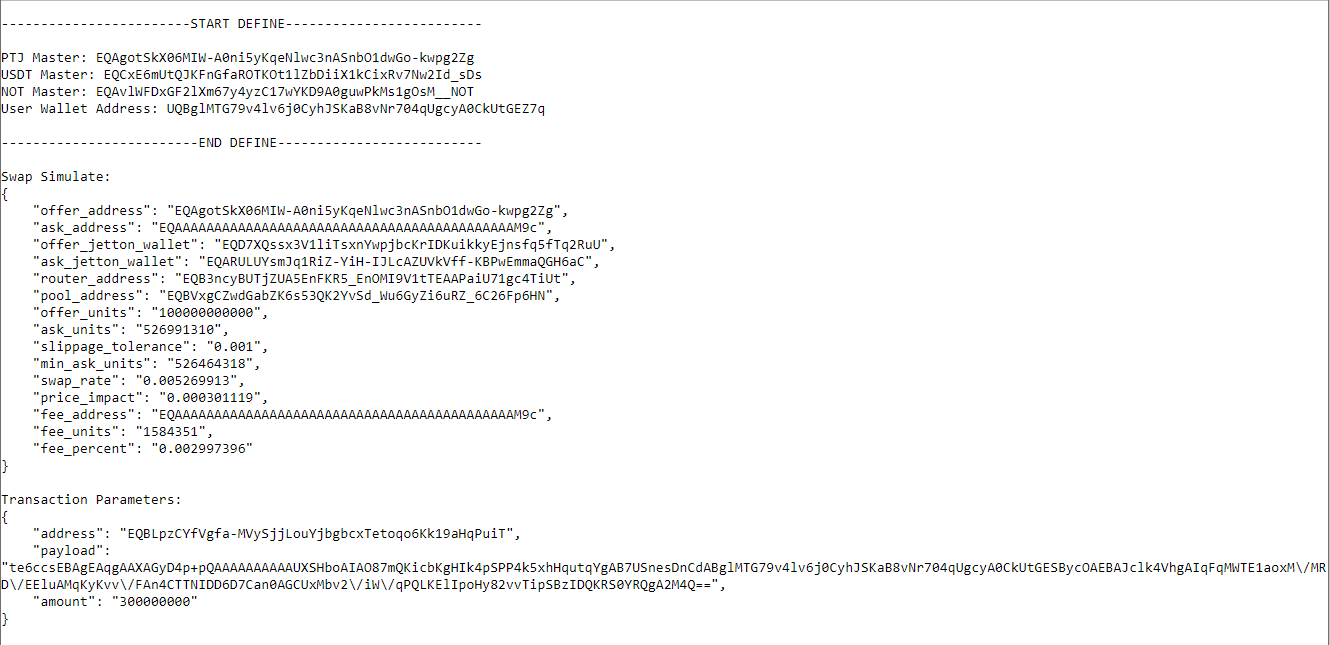 ------------------------START DEFINE-------------------------
PTJ Master: EQAgotSkX06MIW-A0ni5yKqeNlwc3nASnbO1dwGo-kwpg2Zg
USDT Master: EQCxE6mUtQJKFnGfaROTKOt1lZbDiiX1kCixRv7Nw2Id_sDs
NOT Master: EQAvlWFDxGF2lXm67y4yzC17wYKD9A0guwPkMs1gOsM__NOT
User Wallet Address: UQBglMTG79v4lv6j0CyhJSKaB8vNr704qUgcyA0CkUtGEZ7q
-------------------------END DEFINE--------------------------
Swap Simulate:
{
    "offer_address": "EQAgotSkX06MIW-A0ni5yKqeNlwc3nASnbO1dwGo-kwpg2Zg",
    "ask_address": "EQAAAAAAAAAAAAAAAAAAAAAAAAAAAAAAAAAAAAAAAAAAAM9c",
    "offer_jetton_wallet": "EQD7XQssx3V1liTsxnYwpjbcKrIDKuikkyEjnsfq5fTq2RuU",
    "ask_jetton_wallet": "EQARULUYsmJq1RiZ-YiH-IJLcAZUVkVff-KBPwEmmaQGH6aC",
    "router_address": "EQB3ncyBUTjZUA5EnFKR5_EnOMI9V1tTEAAPaiU71gc4TiUt",
    "pool_address": "EQBVxgCZwdGabZK6s53QK2YvSd_Wu6GyZi6uRZ_6C26Fp6HN",
    "offer_units": "100000000000",
    "ask_units": "526991310",
    "slippage_tolerance": "0.001",
    "min_ask_units": "526464318",
    "swap_rate": "0.005269913",
    "price_impact": "0.000301119",
    "fee_address": "EQAAAAAAAAAAAAAAAAAAAAAAAAAAAAAAAAAAAAAAAAAAAM9c",
    "fee_units": "1584351",
    "fee_percent": "0.002997396"
}
Transaction Parameters:
{
    "address": "EQBLpzCYfVgfa-MVySjjLouYjbgbcxTetoqo6Kk19aHqPuiT",
    "payload":
"te6ccsEBAgEAqgAAXAGyD4p+pQAAAAAAAAAAUXSHboAIAO87mQKicbKgHIk4pSPP4k5xhHqutqYgAB7USnesDnCdABglMTG79v4lv6j0CyhJSKaB8vNr704qUgcyA0CkUtGESBycOAEBAJclk4VhgAIqFqMWTE1aoxM\/MR
D\/EEluAMqKyKvv\/FAn4CTTNIDD6D7Can0AGCUxMbv2\/iW\/qPQLKElIpoHy82vvTipSBzIDQKRS0YRQgA2M4Q==",
    "amount": "300000000"
}